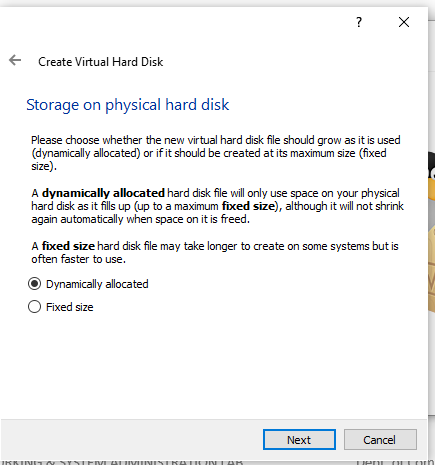 ?
Create Virtual Hard Disk
Storage on physical hard disk
Please choose whether the new virtual hard disk file should grow as it is used
(dynamically allocated) or if it should be created at its maximum size (fixed
size).
A dynamically allocated hard disk file will only use space on your physical
hard disk as it fills up (up to a maximum fixed size), although it will not shrink
again automatically when space on it is freed.
A fixed size hard disk file may take longer to create on some systems but is
often faster to use.
Dynamically allocated
Fixed size
Next Cancel
& SYSTEM ADMINISTRATION LAB